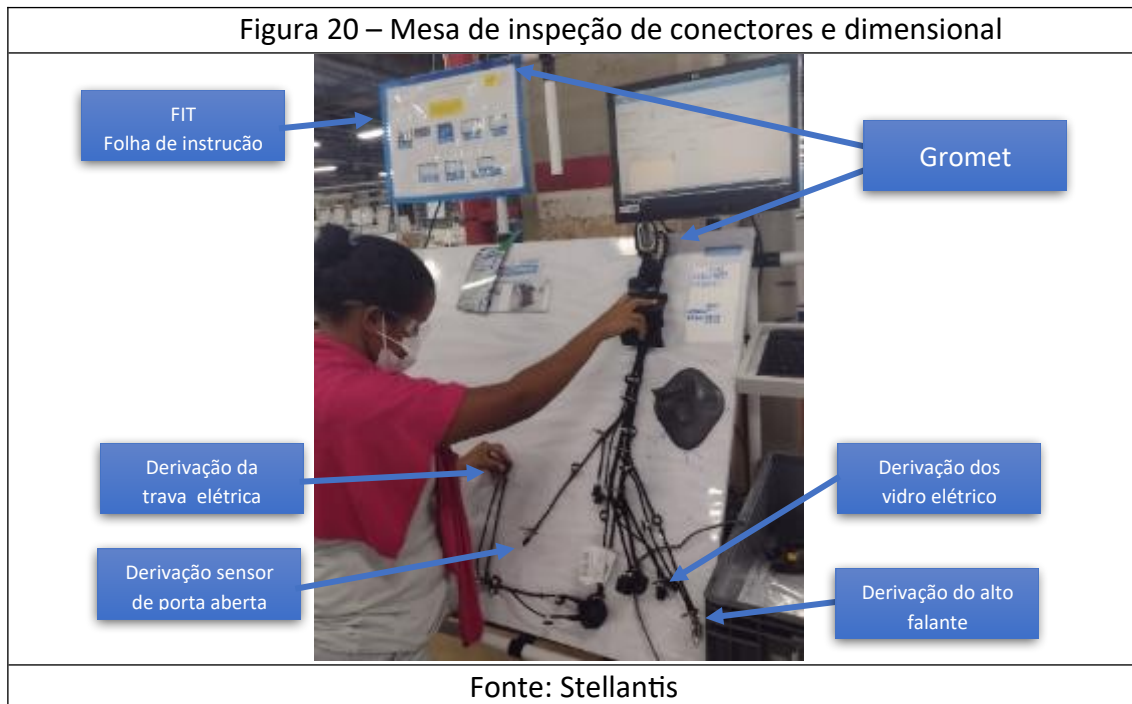 Figura 20 – Mesa de inspeção de conectores e dimensional
FIT
Folha de instrucão
Gromet
Derivação da
trava elétrica
Derivação dos
vidro elétrico
Derivação sensor
de porta aberta
Derivação do alto
falante
Fonte: Stellantis